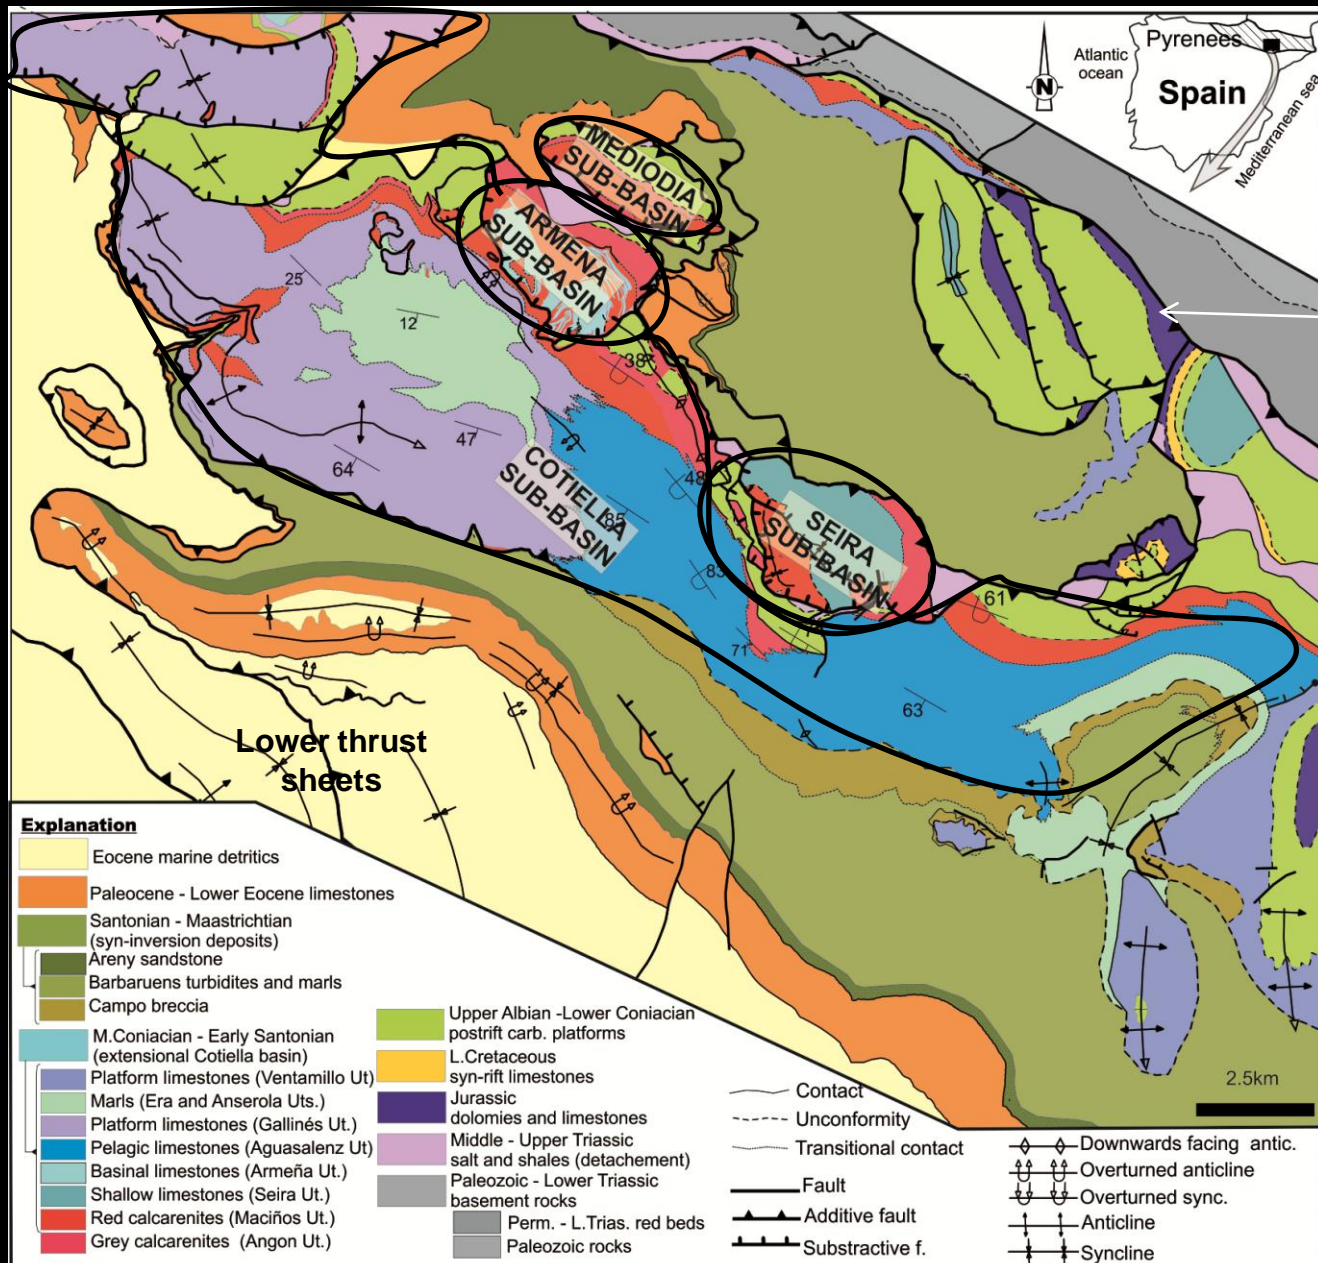 Pyrenees
Atlantic
ocean
N
Spain
Mediterranean sea
MEDIODIA
SUB-BASIN
ARMENA
SUB-BASIN
25
12
38
47
64
COTIELLA
SUB-BASIN
85
48
83
SEIRA
SUB-BASIN
61
71
63
Lower thrust
sheets
Explanation
Eocene marine detritics
Paleocene - Lower Eocene limestones
Santonian - Maastrichtian
(syn-inversion deposits)
Areny sandstone
Barbaruens turbidites and marls
Campo breccia
M.Coniacian - Early Santonian
(extensional Cotiella basin)
Platform limestones (Ventamillo Ut)
Marls (Era and Anserola Uts.)
Platform limestones (Gallinés Ut.)
Pelagic limestones (Aguasalenz Ut)
Basinal limestones (Armeña Ut.)
Shallow limestones (Seira Ut.)
Red calcarenites (Maciños Ut.)
Grey calcarenites (Angon Ut.)
Upper Albian -Lower Coniacian
postrift carb. platforms
L.Cretaceous
syn-rift limestones
Jurassic
dolomies and limestones
Middle - Upper Triassic
salt and shales (detachement)
Paleozoic - Lower Triassic
basement rocks
Perm. - L.Trias. red beds
Paleozoic rocks
Contact
Unconformity
Transitional contact
Fault
Additive fault
Substractive f.
2.5km
Downwards facing antic.
Overturned anticline
Overturned sync.
Anticline
Syncline